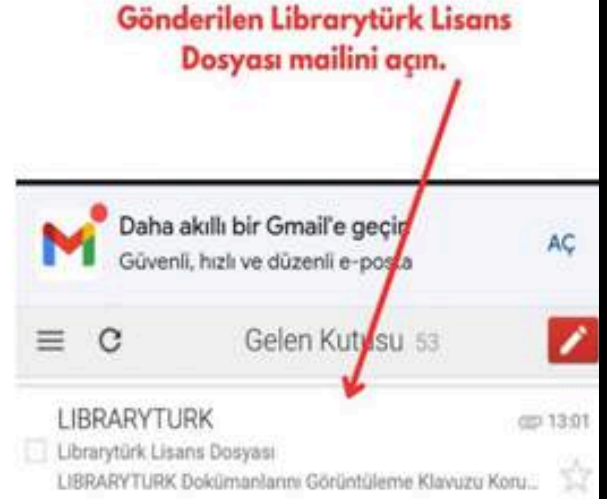 Gönderilen Librarytürk Lisans
Dosyası mailini açın.
Daha akıllı bir Gmail'e geçin
Güvenli, hızlı ve düzenli e-posta
AÇ
Gelen Kutusu 53
LIBRARYTURK
13:01
Librarytürk Lisans Dosyası
LIBRARYTURK Dokümanlarını Görüntüleme Klavuzu Koru...